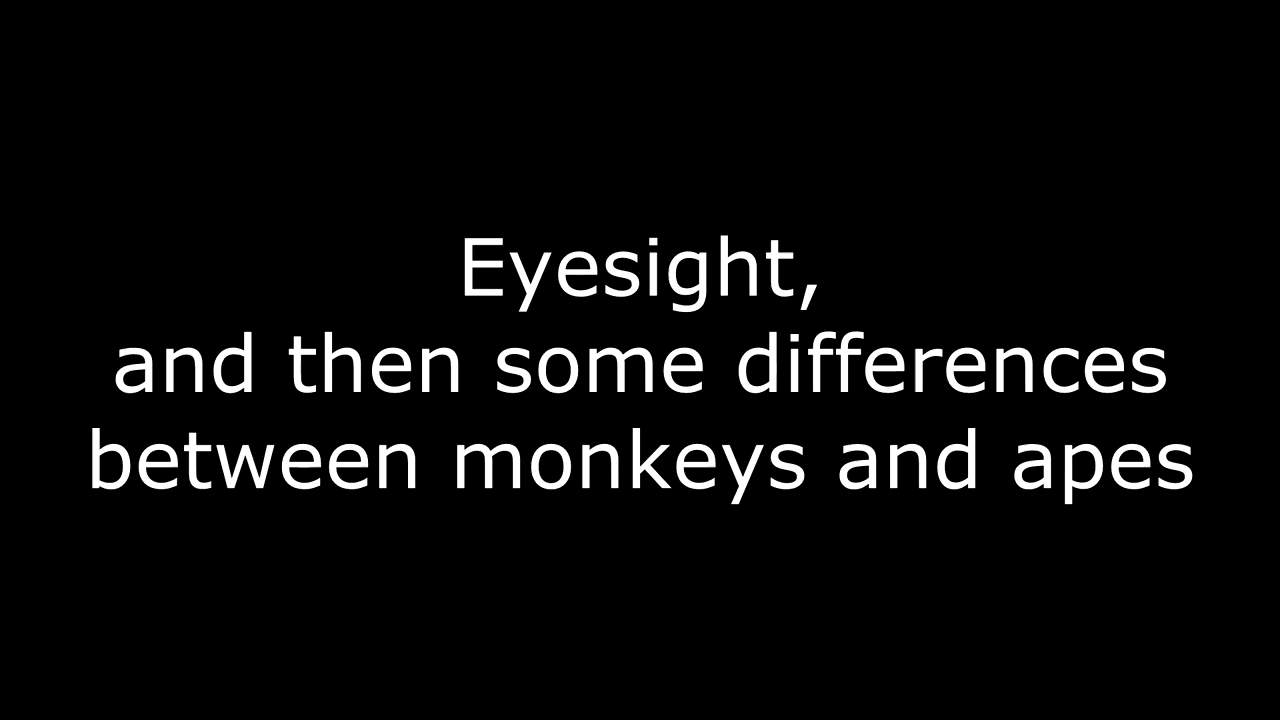 Eyesight,
and then some differences
between monkeys and apes